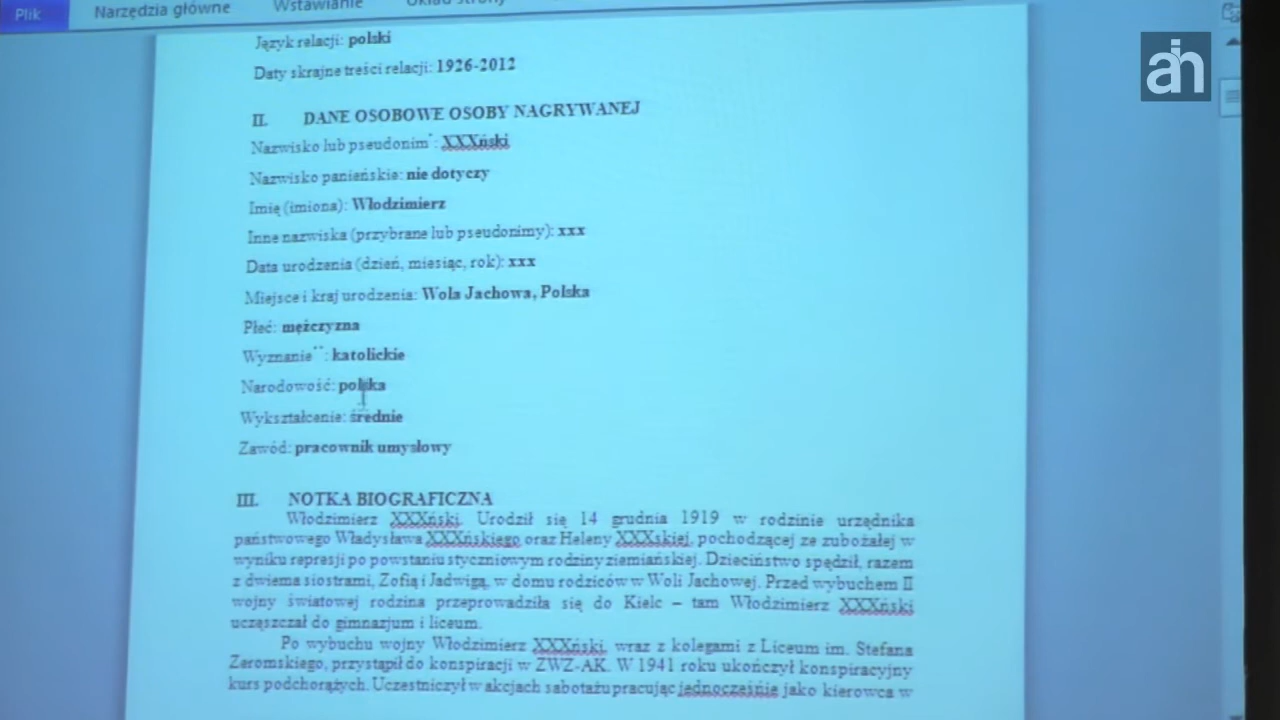 Plik Narzędzia główne Wstawianie Układ strony
aih
Język relacji: polski
Daty skrajne treści relacji: 1926-2012
II. DANE OSOBOWE OSOBY NAGRYWANEJ
Nazwisko lub pseudonim*: XXXński
Nazwisko panieńskie: nie dotyczy
Imię (imiona): Włodzimierz
Inne nazwiska (przybrane lub pseudonimy): xxx
Data urodzenia (dzień, miesiąc, rok): xxx
Miejsce i kraj urodzenia: Wola Jachowa, Polska
Płeć: mężczyzna
Wyznanie**: katolickie
Narodowość: polska
Wykształcenie: średnie
Zawód: pracownik umysłowy
III. NOTKA BIOGRAFICZNA
Włodzimierz XXXński. Urodził się 14 grudnia 1919 w rodzinie urzędnika
państwowego Władysława XXXńskiego oraz Heleny XXXskiej, pochodzącej ze zubożałej w
wyniku represji po powstaniu styczniowym rodziny ziemiańskiej. Dzieciństwo spędził, razem
z dwiema siostrami, Zofią i Jadwigą, w domu rodziców w Woli Jachowej. Przed wybuchem II
wojny światowej rodzina przeprowadziła się do Kielc – tam Włodzimierz XXXński
uczęszczał do gimnazjum i liceum.
Po wybuchu wojny Włodzimierz XXXński, wraz z kolegami z Liceum im. Stefana
Żeromskiego, przystąpił do konspiracji w ZWZ-AK. W 1941 roku ukończył konspiracyjny
kurs podchorążych. Uczestniczył w akcjach sabotażu pracując jednocześnie jako kierowca w